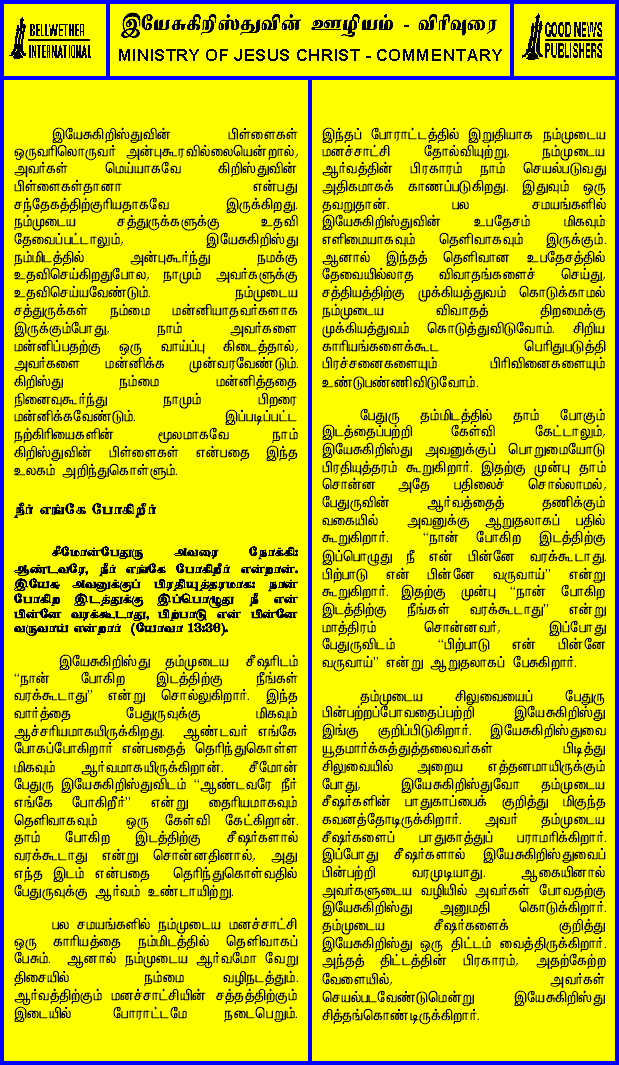 BELLWETHER
INTERNATIONAL
இயேசுகிறிஸ்துவின் ஊழியம் - விரிவுரை
MINISTRY OF JESUS CHRIST - COMMENTARY
GOOD NEWS
PUBLISHERS
இயேசுகிறிஸ்துவின் பிள்ளைகள்
ஒருவரிலொருவர் அன்புகூரவில்லையென்றால்,
அவர்கள் மெய்யாகவே கிறிஸ்துவின்
பிள்ளைகள்தானா என்பது
சந்தேகத்திற்குரியதாகவே இருக்கிறது.
நம்முடைய சத்துருக்களுக்கு உதவி
தேவைப்பட்டாலும், இயேசுகிறிஸ்து
நம்மிடத்தில் அன்புகூர்ந்து நமக்கு
உதவிசெய்கிறதுபோல, நாமும் அவர்களுக்கு
உதவிசெய்யவேண்டும். நம்முடைய
சத்துருக்கள் நம்மை மன்னியாதவர்களாக
இருக்கும்போது, நாம் அவர்களை
மன்னிப்பதற்கு ஒரு வாய்ப்பு கிடைத்தால்,
அவர்களை மன்னிக்க முன்வரவேண்டும்.
கிறிஸ்து நம்மை மன்னித்ததை
நினைவுகூர்ந்து நாமும் பிறரை
மன்னிக்கவேண்டும். இப்படிப்பட்ட
நற்கிரியைகளின் மூலமாகவே நாம்
கிறிஸ்துவின் பிள்ளைகள் என்பதை இந்த
உலகம் அறிந்துகொள்ளும்.
நீர் எங்கே போகிறீர்
சீமோன்பேதுரு அவரை நோக்கி:
ஆண்டவரே, நீர் எங்கே போகிறீர் என்றான்.
இயேசு அவனுக்குப் பிரதியுத்தரமாக: நான்
போகிற இடத்துக்கு இப்பொழுது நீ என்
பின்னே வரக்கூடாது, பிற்பாடு என் பின்னே
வருவாய் என்றார் (யோவா 13:36).
இயேசுகிறிஸ்து தம்முடைய சீஷரிடம்
“நான் போகிற இடத்திற்கு நீங்கள்
வரக்கூடாது” என்று சொல்லுகிறார். இந்த
வார்த்தை பேதுருவுக்கு மிகவும்
ஆச்சரியமாகயிருக்கிறது. ஆண்டவர் எங்கே
போகப்போகிறார் என்பதைத் தெரிந்துகொள்ள
மிகவும் ஆர்வமாகயிருக்கிறான். சீமோன்
பேதுரு இயேசுகிறிஸ்துவிடம் “ஆண்டவரே நீர்
எங்கே போகிறீர்” என்று தைரியமாகவும்
தெளிவாகவும் ஒரு கேள்வி கேட்கிறான்.
தாம் போகிற இடத்திற்கு சீஷர்களால்
வரக்கூடாது என்று சொன்னதினால், அது
எந்த இடம் என்பதை தெரிந்துகொள்வதில்
பேதுருவுக்கு ஆர்வம் உண்டாயிற்று.
பல சமயங்களில் நம்முடைய மனச்சாட்சி
ஒரு காரியத்தை நம்மிடத்தில் தெளிவாகப்
பேசும். ஆனால் நம்முடைய ஆர்வமோ வேறு
திசையில் நம்மை வழிநடத்தும்.
ஆர்வத்திற்கும் மனச்சாட்சியின் சத்தத்திற்கும்
இடையில் போராட்டமே நடைபெறும்.
இந்தப் போராட்டத்தில் இறுதியாக நம்முடைய
மனச்சாட்சி தோல்வியுற்று, நம்முடைய
ஆர்வத்தின் பிரகாரம் நாம் செயல்படுவது
அதிகமாகக் காணப்படுகிறது. இதுவும் ஒரு
தவறுதான். பல சமயங்களில்
இயேசுகிறிஸ்துவின் உபதேசம் மிகவும்
எளிமையாகவும் தெளிவாகவும் இருக்கும்.
ஆனால் இந்தத் தெளிவான உபதேசத்தில்
தேவையில்லாத விவாதங்களைச் செய்து,
சத்தியத்திற்கு முக்கியத்துவம் கொடுக்காமல்
நம்முடைய விவாதத் திறமைக்கு
முக்கியத்துவம் கொடுத்துவிடுவோம். சிறிய
காரியங்களைக்கூட பெரிதுபடுத்தி
பிரச்சனைகளையும் பிரிவினைகளையும்
உண்டுபண்ணிவிடுவோம்.
பேதுரு தம்மிடத்தில் தாம் போகும்
இடத்தைப்பற்றி கேள்வி கேட்டாலும்,
இயேசுகிறிஸ்து அவனுக்குப் பொறுமையோடு
பிரதியுத்தரம் கூறுகிறார். இதற்கு முன்பு தாம்
சொன்ன அதே பதிலைச் சொல்லாமல்,
பேதுருவின் ஆர்வத்தைத் தணிக்கும்
வகையில் அவனுக்கு ஆறுதலாகப் பதில்
கூறுகிறார். “நான் போகிற இடத்திற்கு
இப்பொழுது நீ என் பின்னே வரக்கூடாது.
பிற்பாடு என் பின்னே வருவாய்” என்று
கூறுகிறார். இதற்கு முன்பு “நான் போகிற
இடத்திற்கு நீங்கள் வரக்கூடாது” என்று
மாத்திரம் சொன்னவர், இப்போது
பேதுருவிடம் “பிற்பாடு என் பின்னே
வருவாய்” என்று ஆறுதலாகப் பேசுகிறார்.
தம்முடைய சிலுவையைப் பேதுரு
பின்பற்றப்போவதைப்பற்றி இயேசுகிறிஸ்து
இங்கு குறிப்பிடுகிறார். இயேசுகிறிஸ்துவை
யூதமார்க்கத்துத்தலைவர்கள் பிடித்து
சிலுவையில் அறைய எத்தனமாயிருக்கும்
போது, இயேசுகிறிஸ்துவோ தம்முடைய
சீஷர்களின் பாதுகாப்பைக் குறித்து மிகுந்த
கவனத்தோடிருக்கிறார். அவர் தம்முடைய
சீஷர்களைப் பாதுகாத்துப் பராமரிக்கிறார்.
இப்போது சீஷர்களால் இயேசுகிறிஸ்துவைப்
பின்பற்றி வரமுடியாது. ஆகையினால்
அவர்களுடைய வழியில் அவர்கள் போவதற்கு
இயேசுகிறிஸ்து அனுமதி கொடுக்கிறார்.
தம்முடைய சீஷர்களைக் குறித்து
இயேசுகிறிஸ்து ஒரு திட்டம் வைத்திருக்கிறார்.
அந்தத் திட்டத்தின் பிரகாரம், அதற்கேற்ற
வேளையில், அவர்கள்
செயல்படவேண்டுமென்று இயேசுகிறிஸ்து
சித்தங்கொண்டிருக்கிறார்.